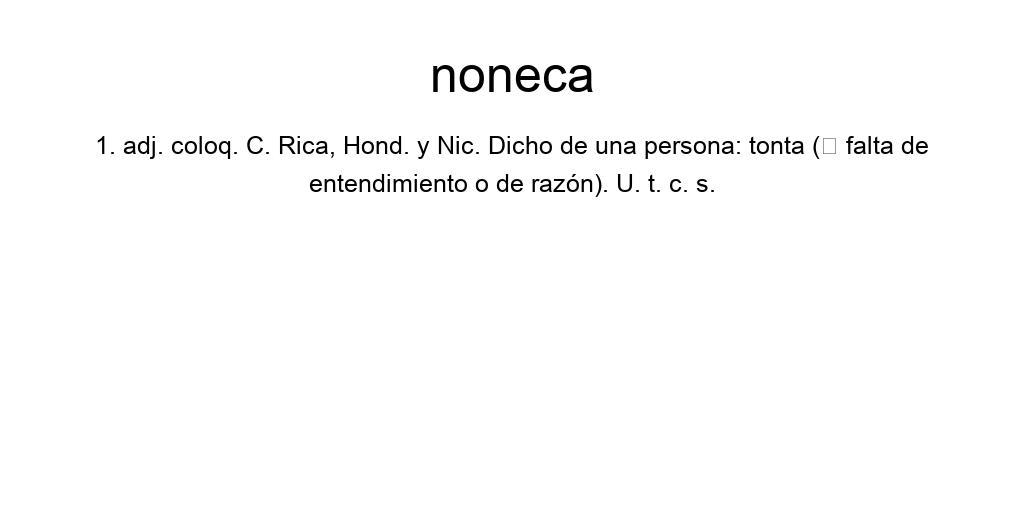 noneca
1. adj. coloq. C. Rica, Hond. y Nic. Dicho de una persona: tonta (□ falta de
entendimiento o de razón). U. t. c. s.